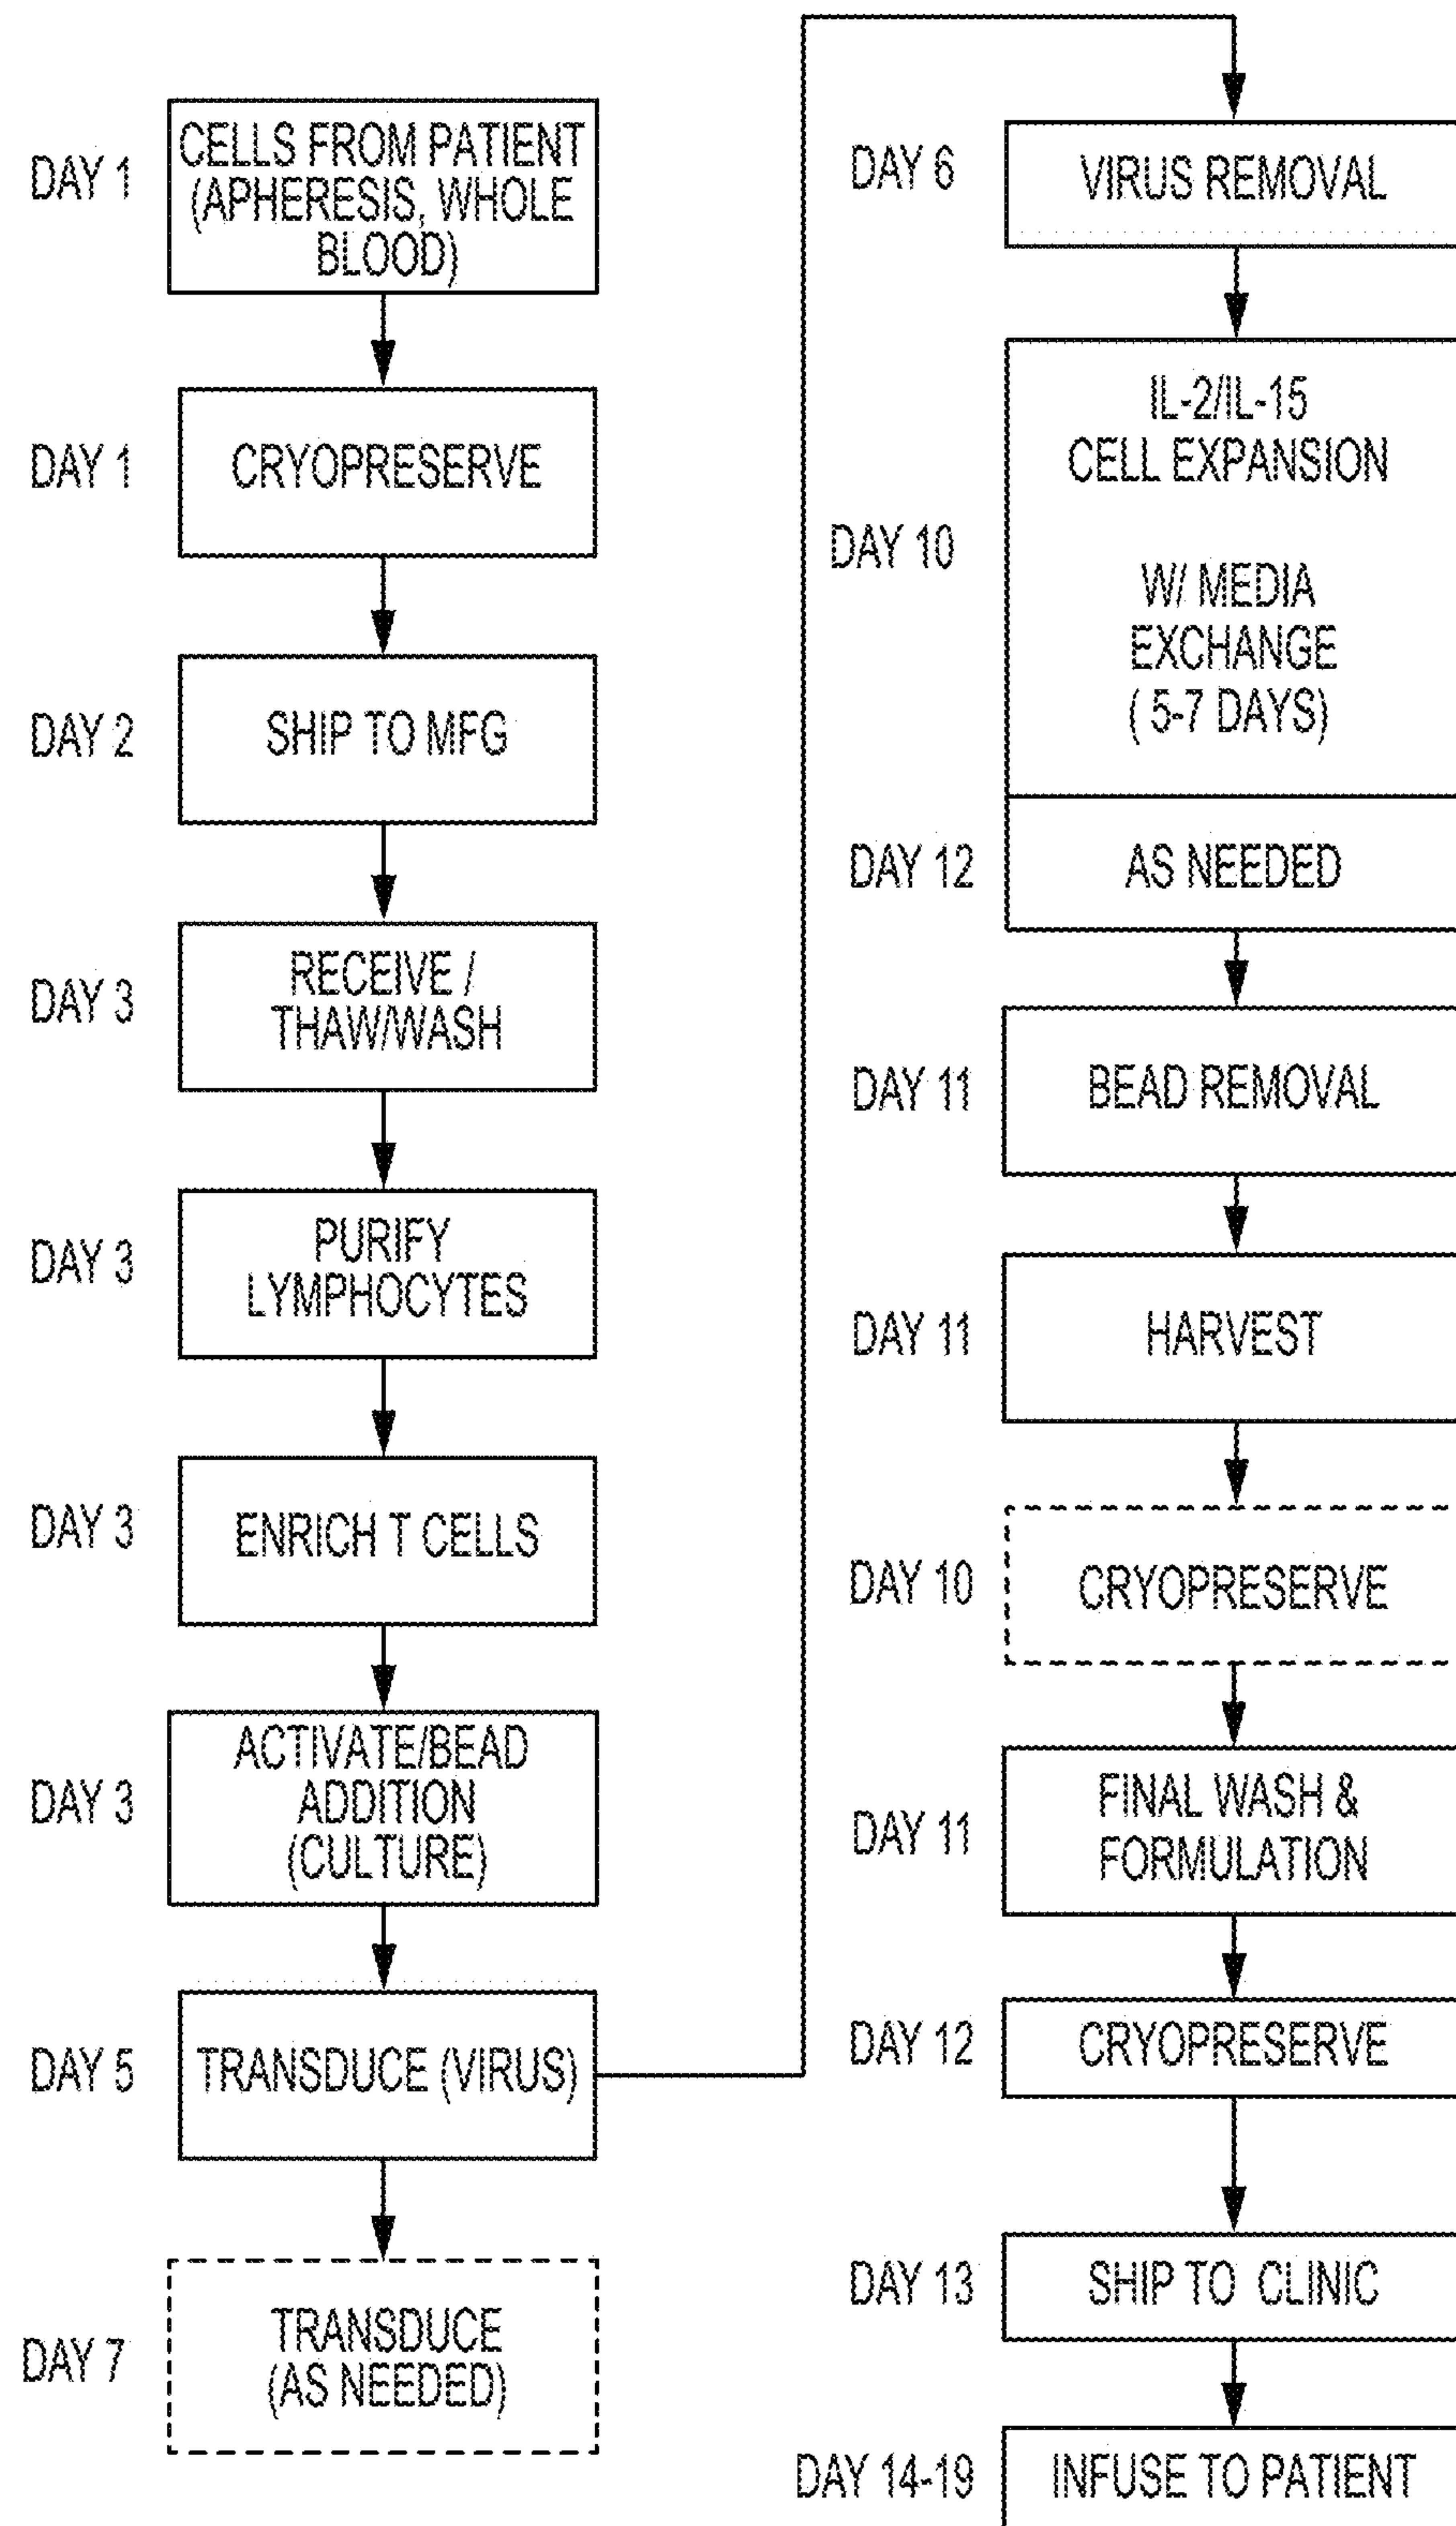 DAY 1
CELLS FROM PATIENT
(APHERESIS, WHOLE
BLOOD)
DAY 1
CRYOPRESERVE
DAY 2
SHIP TO MFG
DAY 3
RECEIVE /
THAW/WASH
DAY 3
PURIFY
LYMPHOCYTES
DAY 3
ENRICH T CELLS
DAY 3
ACTIVATE/BEAD
ADDITION
(CULTURE)
DAY 5
TRANSDUCE (VIRUS)
DAY 7
TRANSDUCE
(AS NEEDED)
DAY 6
VIRUS REMOVAL
DAY 10
IL-2/IL-15
CELL EXPANSION
W/ MEDIA
EXCHANGE
( 5-7 DAYS)
DAY 12
AS NEEDED
DAY 11
BEAD REMOVAL
DAY 11
HARVEST
DAY 10
CRYOPRESERVE
DAY 11
FINAL WASH &
FORMULATION
DAY 12
CRYOPRESERVE
DAY 13
SHIP TO CLINIC
DAY 14-19
INFUSE TO PATIENT